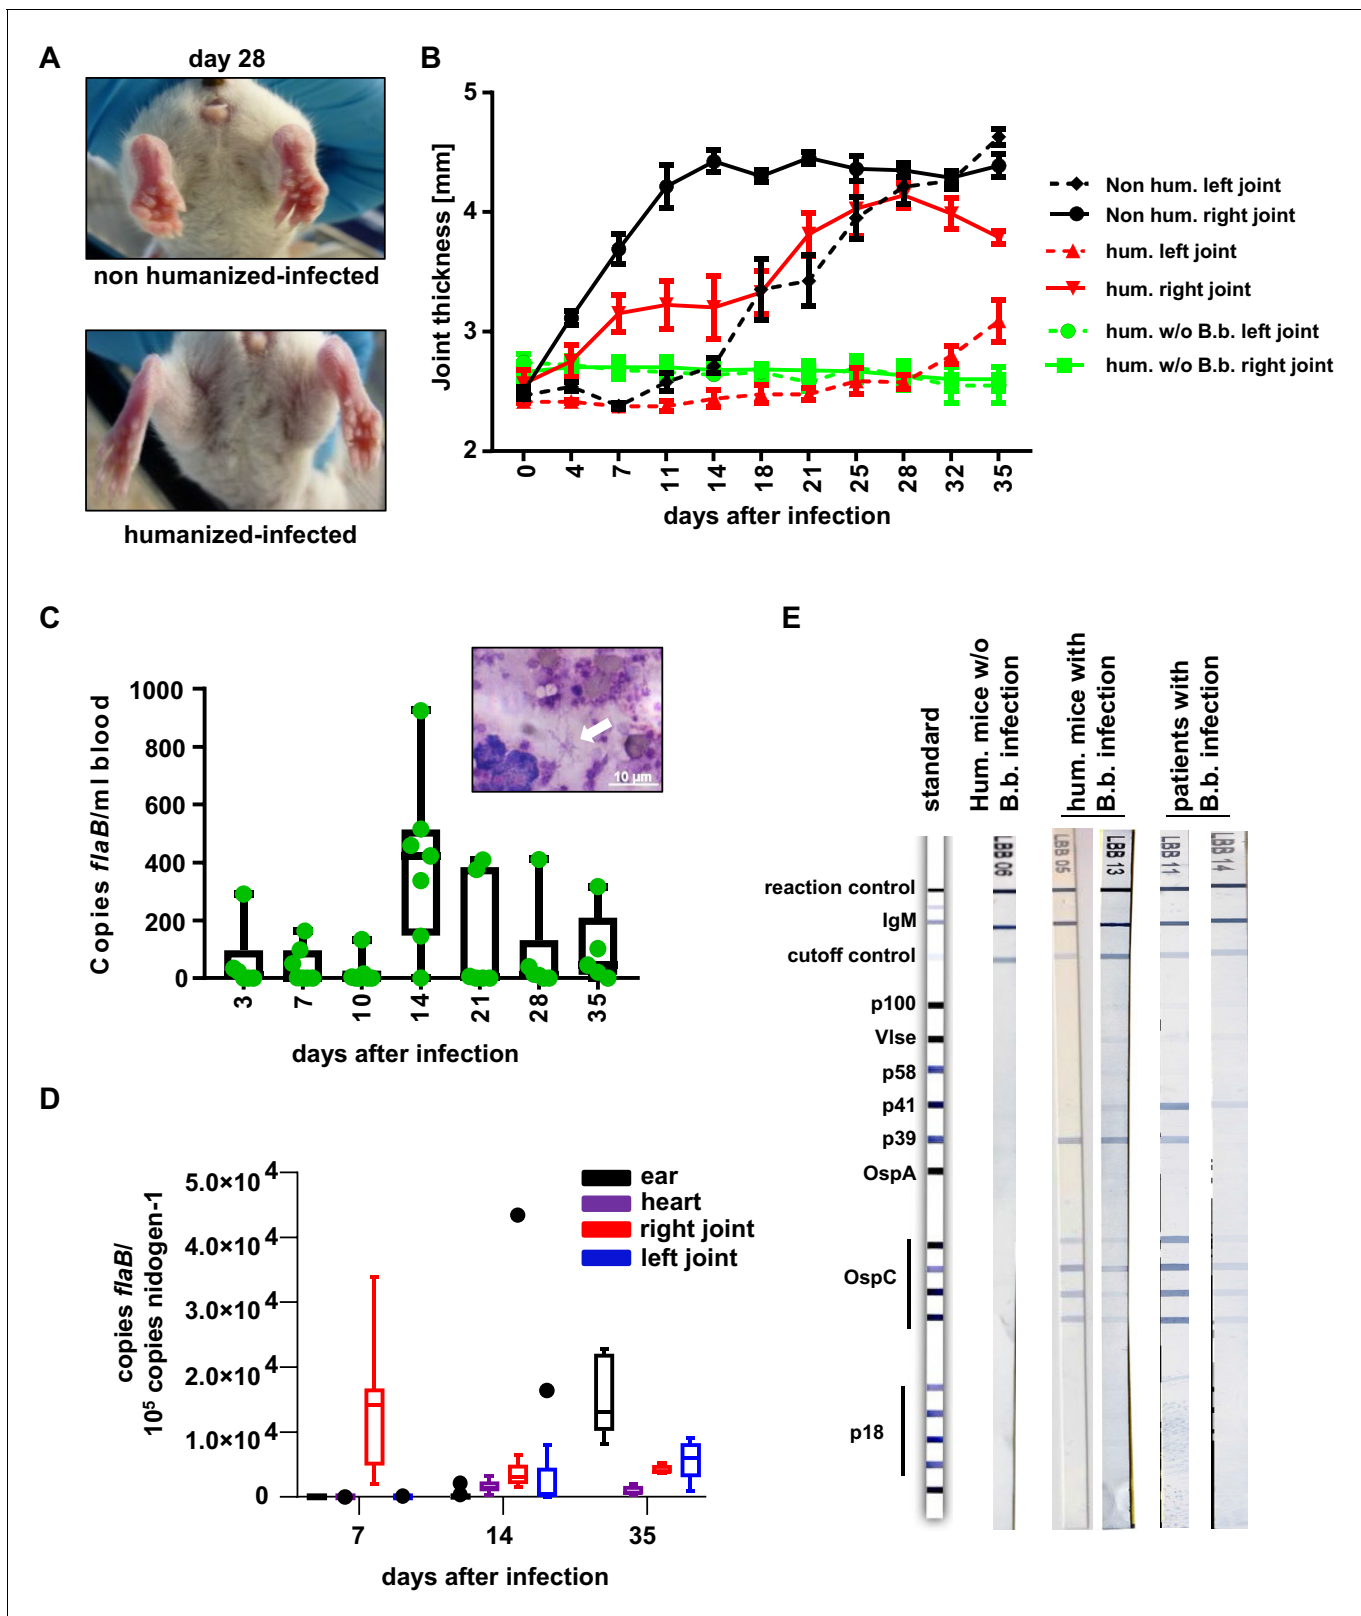 A
day 28
non humanized-infected
humanized-infected
B
Joint thickness [mm]
5
4
3
2
0
4
7
11
14
18
21
25
28
32
35
days after infection
Non hum. left joint
Non hum. right joint
hum. left joint
hum. right joint
hum. w/o B.b. left joint
hum. w/o B.b. right joint
C
Copies flaB/ml blood
1000
800
600
400
200
0
3
7
10
14
21
28
35
days after infection
10 µm
D
copies flaB/
10⁵ copies nidogen-1
5.0×10⁴
4.0×10⁴
3.0×10⁴
2.0×10⁴
1.0×10⁴
0
7
14
35
days after infection
ear
heart
right joint
left joint
E
standard
Hum. mice w/o
B.b. infection
hum. mice with
B.b. infection
patients with
B.b. infection
LBB 06
LBB 05
LBB 13
LBB 11
LBB 14
reaction control
IgM
cutoff control
p100
Vlse
p58
p41
p39
OspA
OspC
p18